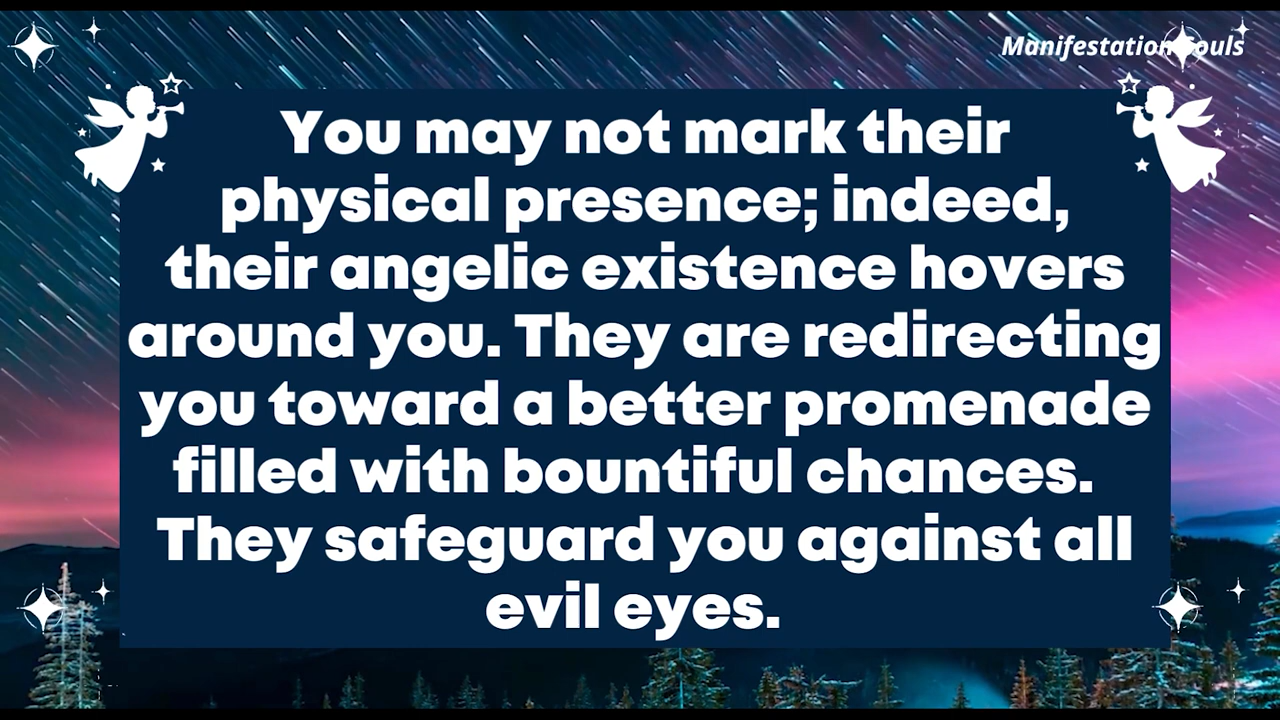 Manifestation Souls
You may not mark their
physical presence; indeed,
their angelic existence hovers
around you. They are redirecting
you toward a better promenade
filled with bountiful chances.
They safeguard you against all
evil eyes.